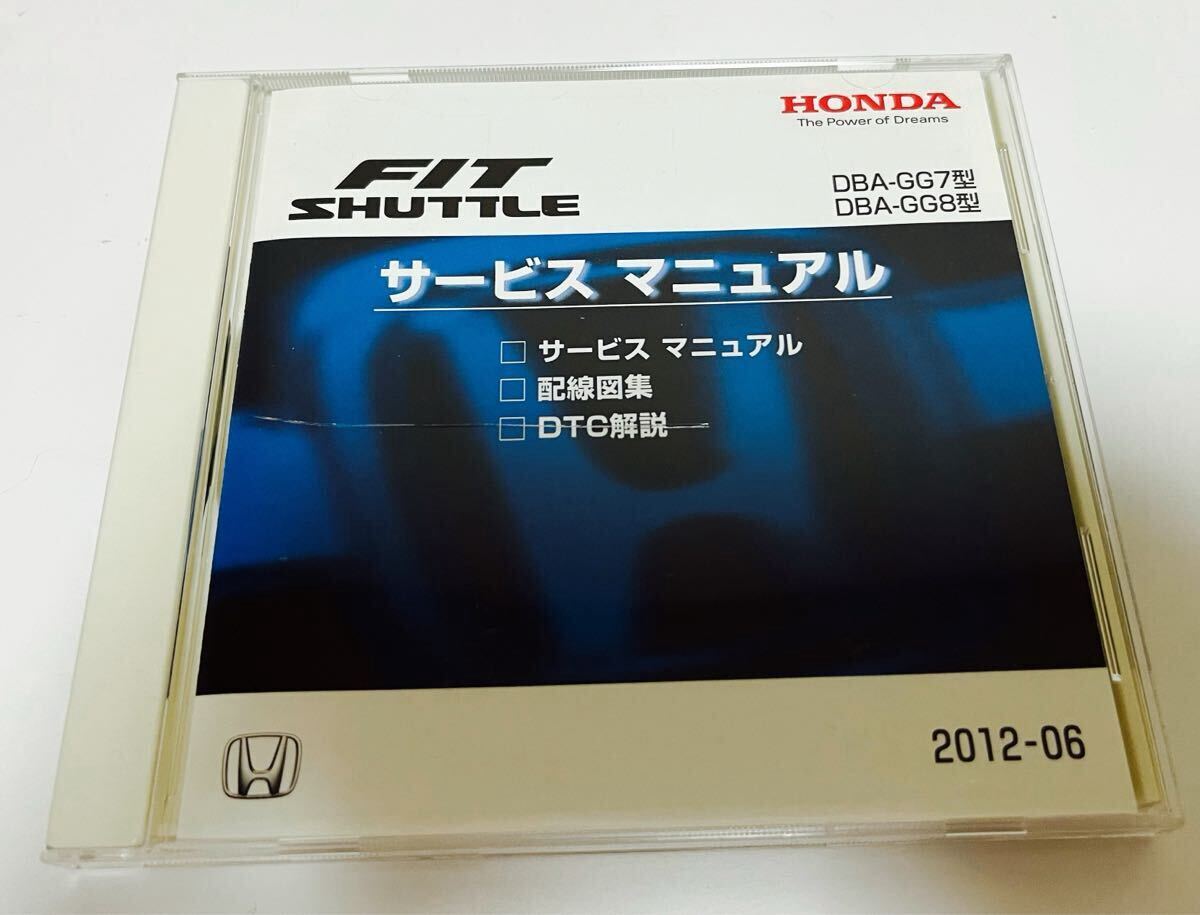 HONDA
The Power of Dreams
FIT
SHUTTLE
DBA-GG7型
DBA-GG8型
サービス マニュアル
□ サービス マニュアル
□ 配線図集
□ DTC解説
2012-06